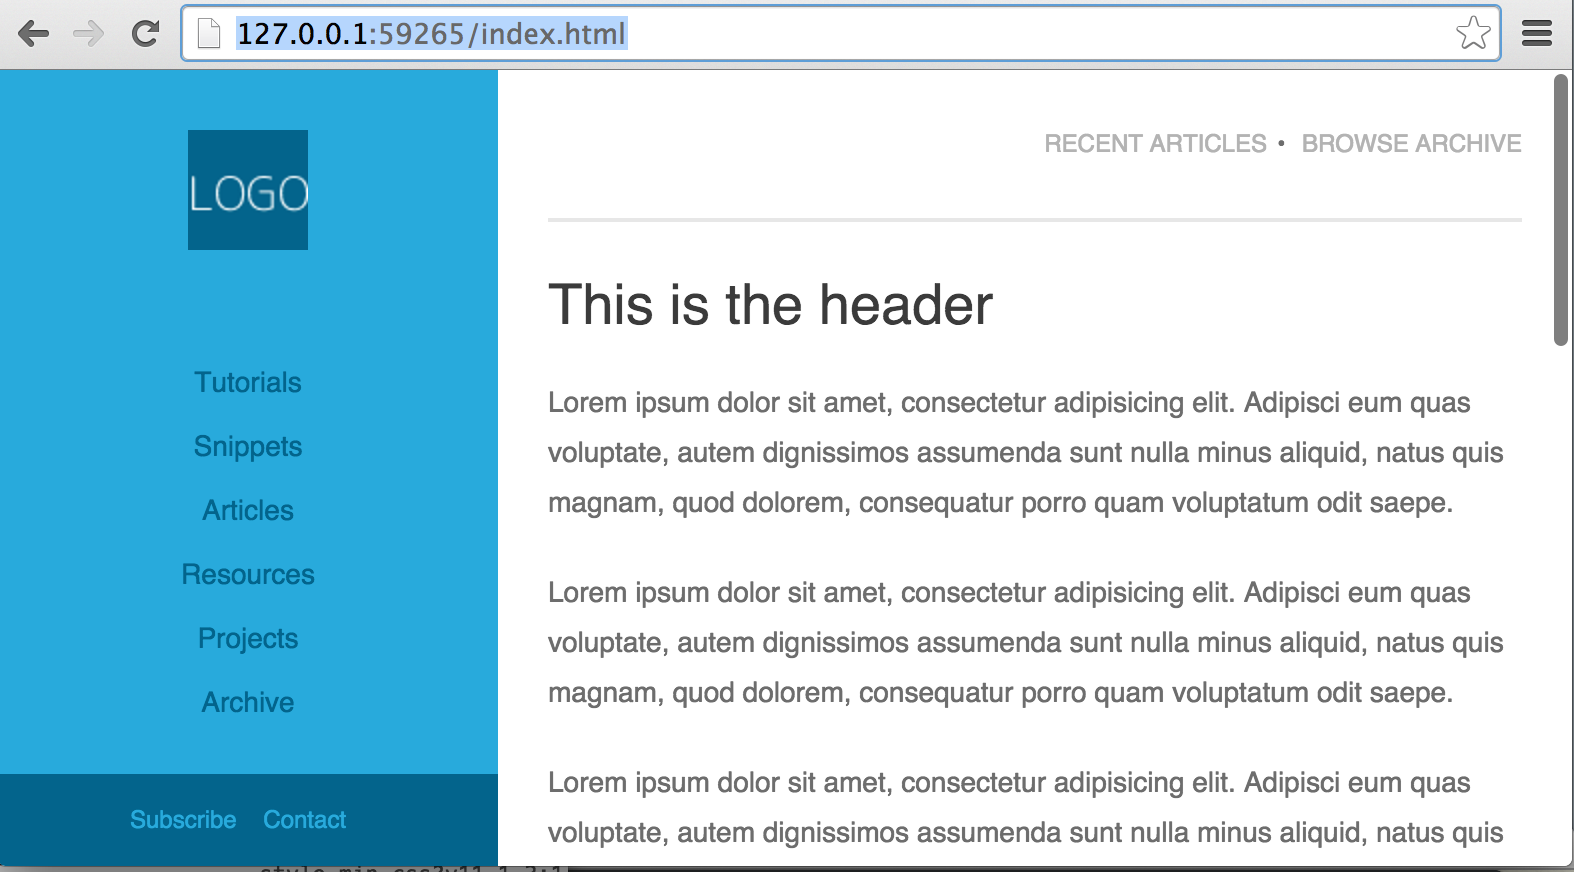 127.0.0.1:59265/index.html
LOGO
Tutorials
Snippets
Articles
Resources
Projects
Archive
Subscribe Contact
RECENT ARTICLES • BROWSE ARCHIVE
This is the header
Lorem ipsum dolor sit amet, consectetur adipisicing elit. Adipisci eum quas
voluptate, autem dignissimos assumenda sunt nulla minus aliquid, natus quis
magnam, quod dolorem, consequatur porro quam voluptatum odit saepe.
Lorem ipsum dolor sit amet, consectetur adipisicing elit. Adipisci eum quas
voluptate, autem dignissimos assumenda sunt nulla minus aliquid, natus quis
magnam, quod dolorem, consequatur porro quam voluptatum odit saepe.
Lorem ipsum dolor sit amet, consectetur adipisicing elit. Adipisci eum quas
voluptate, autem dignissimos assumenda sunt nulla minus aliquid, natus quis